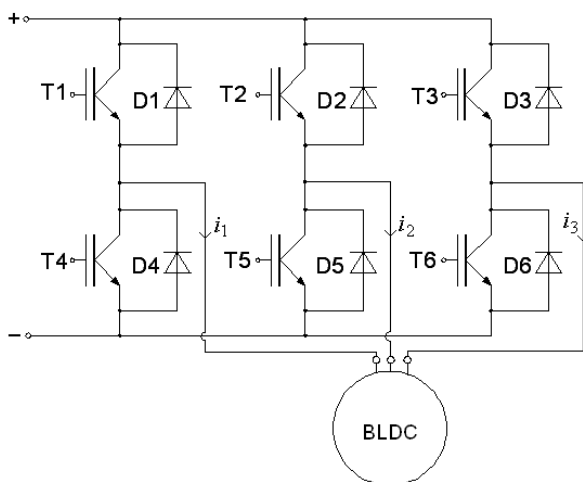 +
T1 D1 T2 D2 T3 D3
i1 i2 i3
T4 D4 T5 D5 T6 D6
−
BLDC